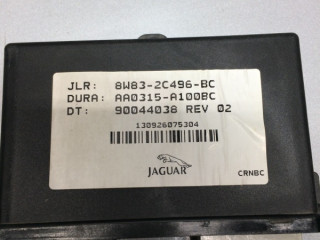 JLR: 8W83-2C496-BC
DURA: AA0315-A100BC
DT: 90044038 REV 02
130926075304
JAGUAR
CRNBC